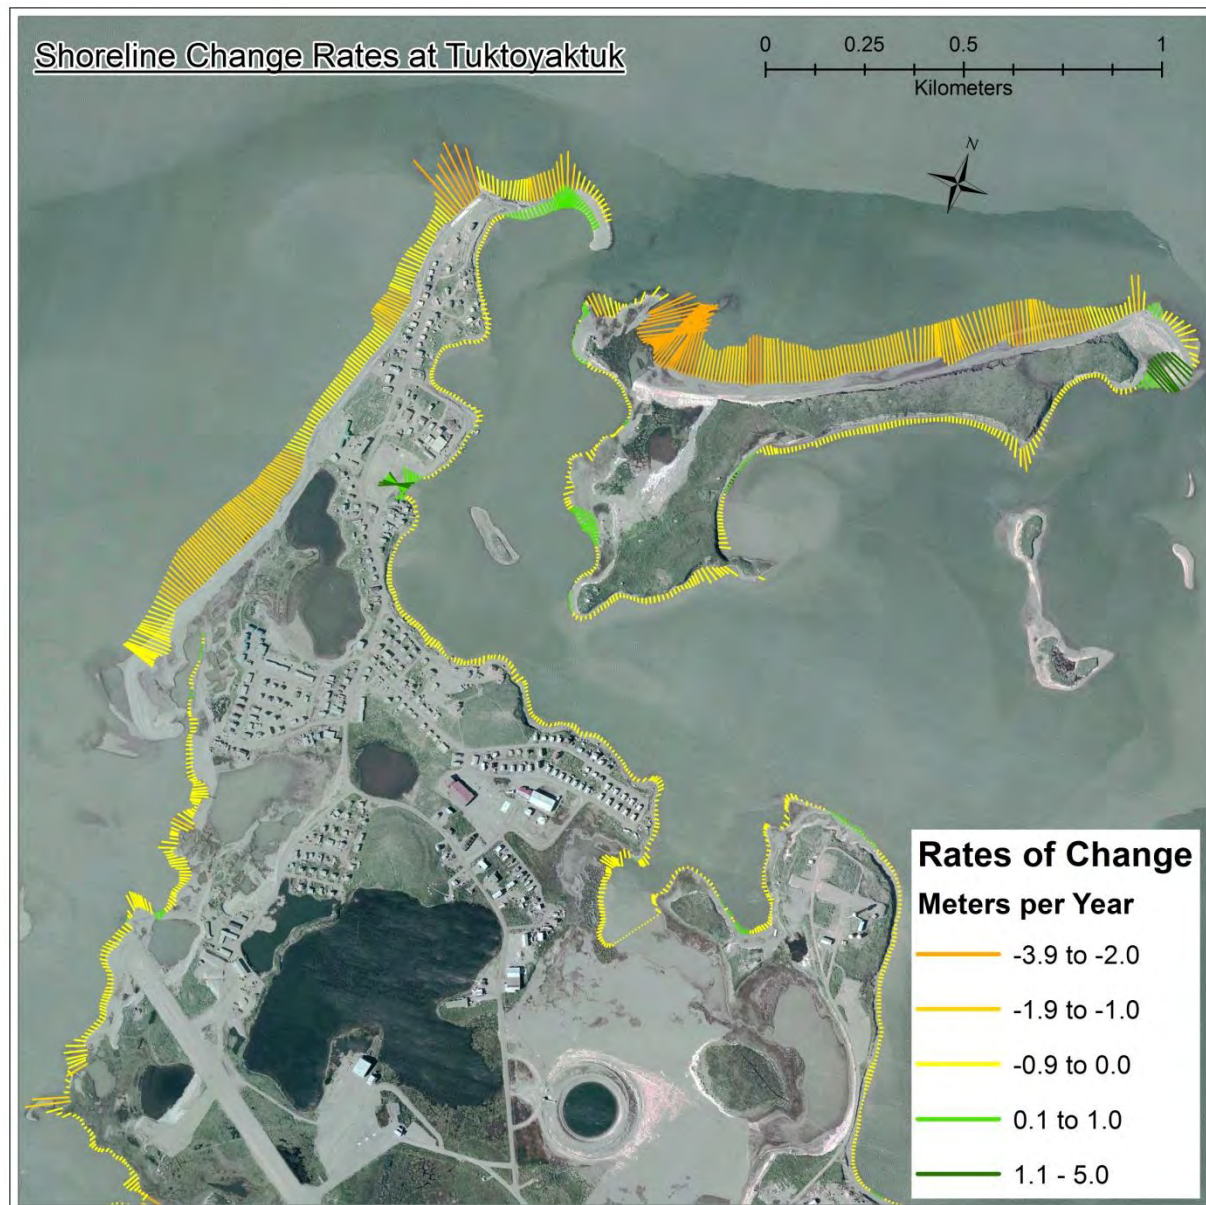 Shoreline Change Rates at Tuktoyaktuk
0 0.25 0.5 1
Kilometers
N
Rates of Change
Meters per Year
-3.9 to -2.0
-1.9 to -1.0
-0.9 to 0.0
0.1 to 1.0
1.1 - 5.0